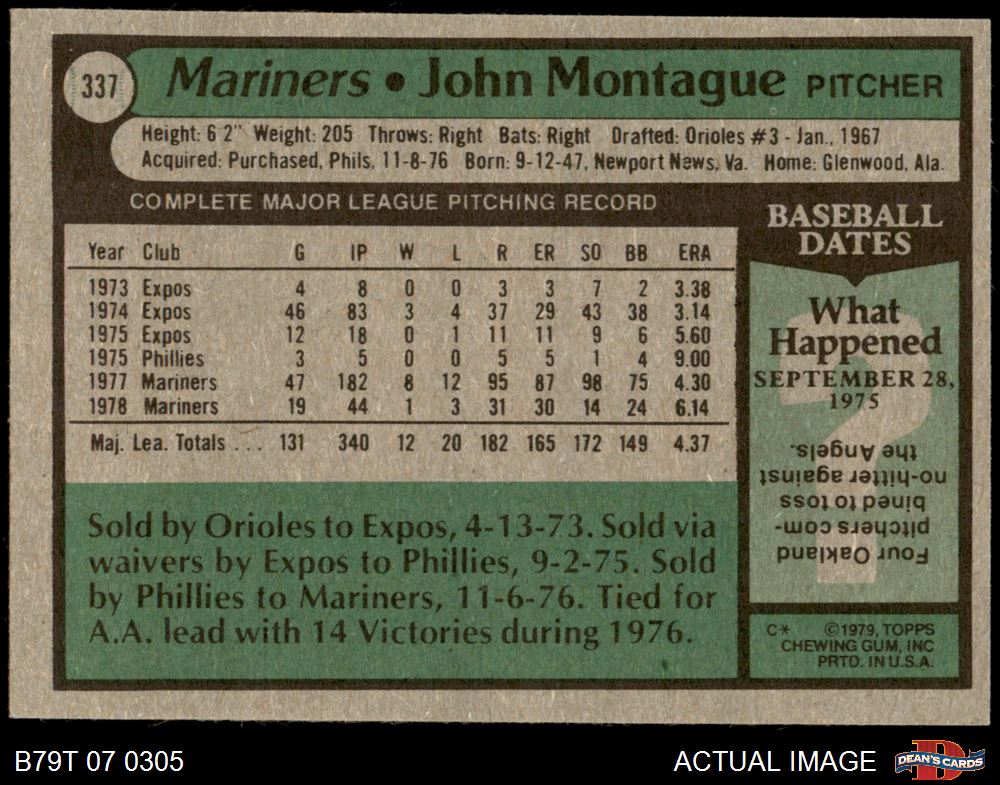 337
Mariners • John Montague PITCHER
Height: 6 2" Weight: 205 Throws: Right Bats: Right Drafted: Orioles #3 - Jan., 1967
Acquired: Purchased, Phils, 11-8-76 Born: 9-12-47, Newport News, Va. Home: Glenwood, Ala.
COMPLETE MAJOR LEAGUE PITCHING RECORD
Year Club G IP W L R ER SO BB ERA
1973 Expos 4 8 0 0 3 3 7 2 3.38
1974 Expos 46 83 3 4 37 29 43 38 3.14
1975 Expos 12 18 0 1 11 11 9 6 5.60
1975 Phillies 3 5 0 0 5 5 1 4 9.00
1977 Mariners 47 182 8 12 95 87 98 75 4.30
1978 Mariners 19 44 1 3 31 30 14 24 6.14
Maj. Lea. Totals . . . 131 340 12 20 182 165 172 149 4.37
Sold by Orioles to Expos, 4-13-73. Sold via
waivers by Expos to Phillies, 9-2-75. Sold
by Phillies to Mariners, 11-6-76. Tied for
A.A. lead with 14 Victories during 1976.
BASEBALL
DATES
What
Happened
SEPTEMBER 28,
1975
Four Oakland
pitchers com-
bined to toss
no-hitter against
the Angels.
C* ©1979, TOPPS
CHEWING GUM, INC
PRTD. IN U.S.A.
B79T 07 0305
ACTUAL IMAGE
D
DEAN'S CARDS